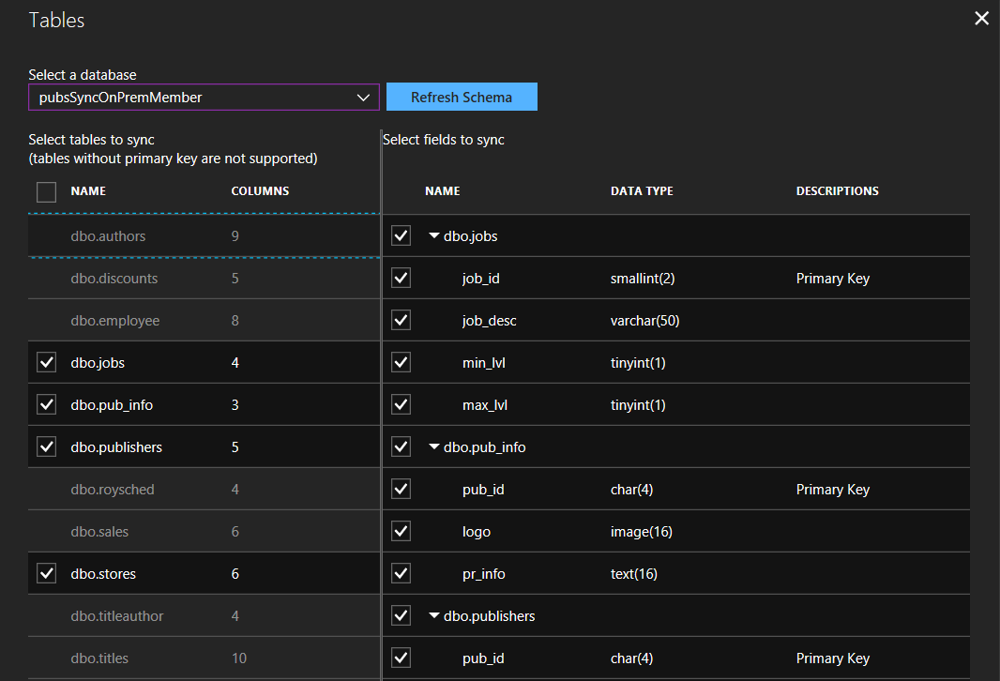 Tables
Select a database
pubsSyncOnPremMember
Refresh Schema
Select tables to sync
(tables without primary key are not supported)
NAME COLUMNS
dbo.authors 9
dbo.discounts 5
dbo.employee 8
dbo.jobs 4
dbo.pub_info 3
dbo.publishers 5
dbo.roysched 4
dbo.sales 6
dbo.stores 6
dbo.titleauthor 4
dbo.titles 10
Select fields to sync
NAME DATA TYPE DESCRIPTIONS
dbo.jobs
job_id smallint(2) Primary Key
job_desc varchar(50)
min_lvl tinyint(1)
max_lvl tinyint(1)
dbo.pub_info
pub_id char(4) Primary Key
logo image(16)
pr_info text(16)
dbo.publishers
pub_id char(4) Primary Key